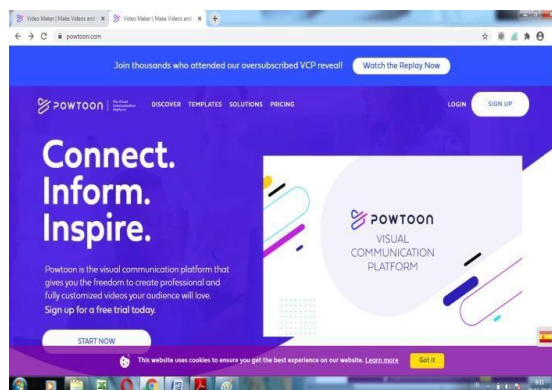 Video Maker | Make Videos and
Video Maker | Make Videos and
powtoon.com
Join thousands who attended our oversubscribed VCP reveal!
Watch the Replay Now
POWTOON
DISCOVER TEMPLATES SOLUTIONS PRICING
LOGIN
SIGN UP
Connect.
Inform.
Inspire.
Powtoon is the visual communication platform that
gives you the freedom to create professional and
fully customized videos your audience will love.
Sign up for a free trial today.
START NOW
POWTOON
VISUAL
COMMUNICATION
PLATFORM
This website uses cookies to ensure you get the best experience on our website. Learn more
Got it